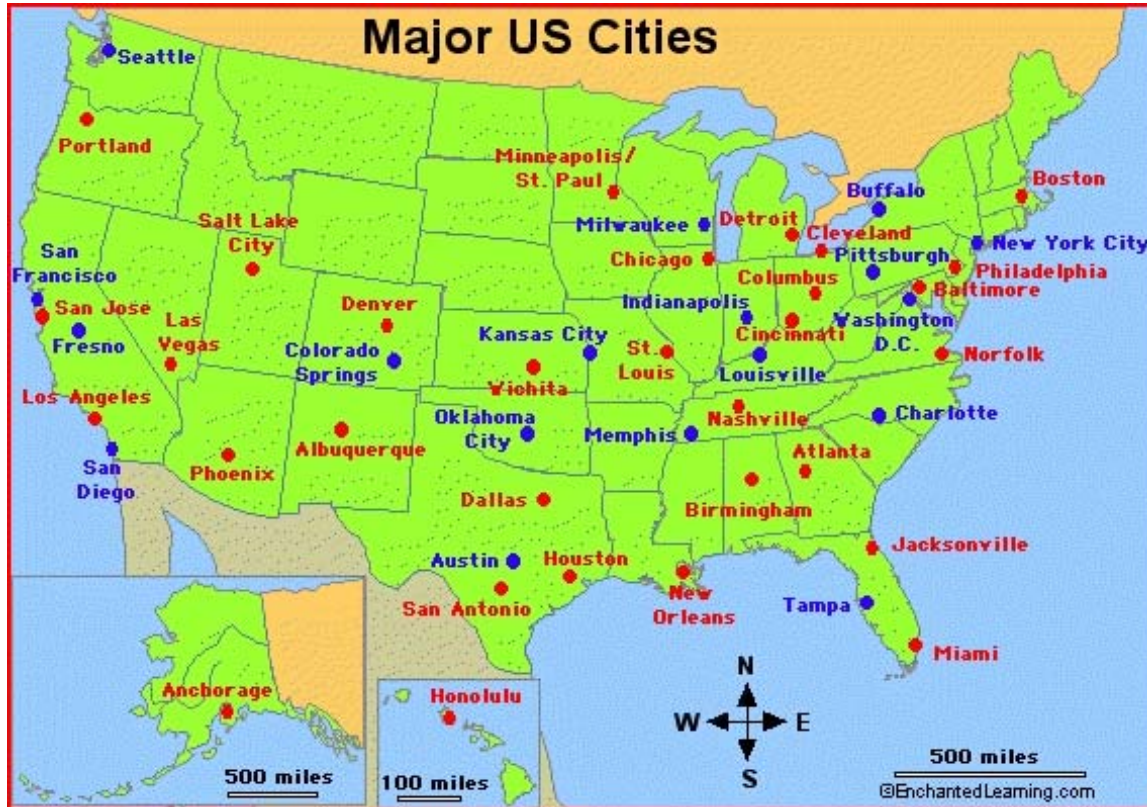 Major US Cities
Seattle
Portland
Minneapolis/
St. Paul
Boston
Buffalo
Salt Lake
City
Milwaukee
Detroit
Cleveland
New York City
San
Francisco
Chicago
Pittsburgh
Philadelphia
Columbus
Baltimore
San Jose
Denver
Indianapolis
Fresno
Las
Vegas
Kansas City
Cincinnati
Washington
D.C.
Colorado
Springs
St.
Louis
Norfolk
Wichita
Louisville
Los Angeles
Oklahoma
City
Memphis
Nashville
Charlotte
Albuquerque
Phoenix
San
Diego
Atlanta
Dallas
Birmingham
Austin
Houston
Jacksonville
San Antonio
New
Orleans
Tampa
Miami
Anchorage
Honolulu
N
W
E
S
500 miles
100 miles
500 miles
©EnchantedLearning.com